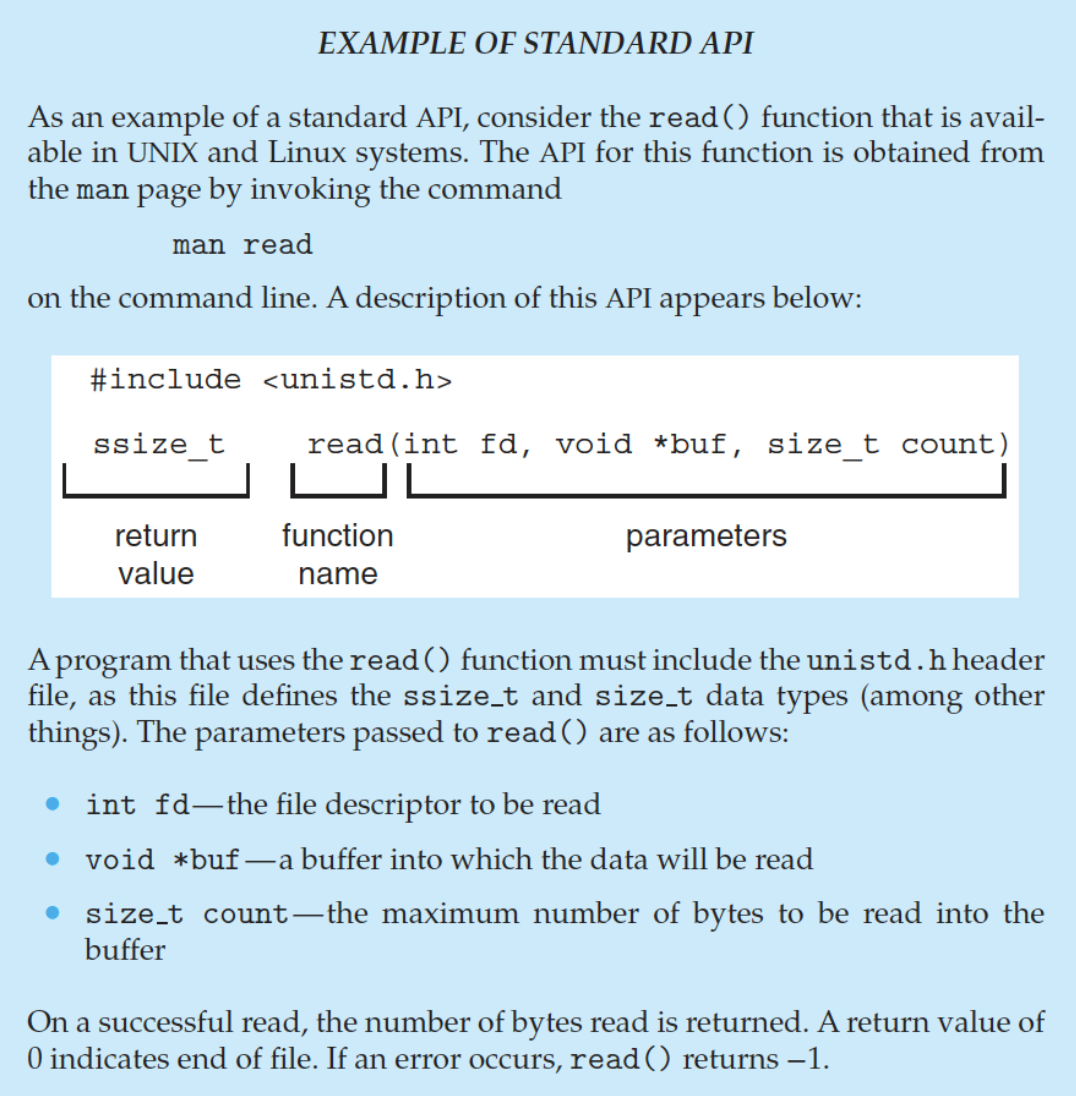 EXAMPLE OF STANDARD API
As an example of a standard API, consider the read() function that is avail-
able in UNIX and Linux systems. The API for this function is obtained from
the man page by invoking the command
man read
on the command line. A description of this API appears below:
#include <unistd.h>
ssize_t read(int fd, void *buf, size_t count)
return function parameters
value name
A program that uses the read() function must include the unistd.h header
file, as this file defines the ssize_t and size_t data types (among other
things). The parameters passed to read() are as follows:
• int fd—the file descriptor to be read
• void *buf—a buffer into which the data will be read
• size_t count—the maximum number of bytes to be read into the
buffer
On a successful read, the number of bytes read is returned. A return value of
0 indicates end of file. If an error occurs, read() returns −1.